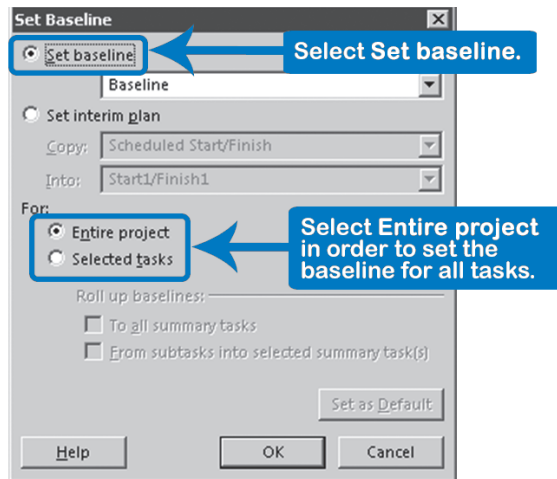 Set Baseline
Set baseline
Select Set baseline.
Baseline
Set interim plan
Copy: Scheduled Start/Finish
Into: Start1/Finish1
For:
Entire project
Selected tasks
Select Entire project
in order to set the
baseline for all tasks.
Roll up baselines:
To all summary tasks
From subtasks into selected summary task(s)
Set as Default
Help OK Cancel